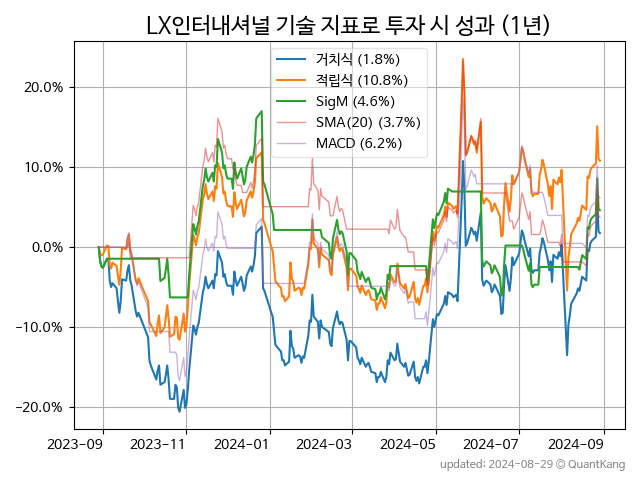 LX인터내셔널 기술 지표로 투자 시 성과 (1년)
거치식 (1.8%)
적립식 (10.8%)
SigM (4.6%)
SMA(20) (3.7%)
MACD (6.2%)
20.0%
10.0%
0.0%
−10.0%
−20.0%
2023-09 2023-11 2024-01 2024-03 2024-05 2024-07 2024-09
updated: 2024-08-29 © QuantKang